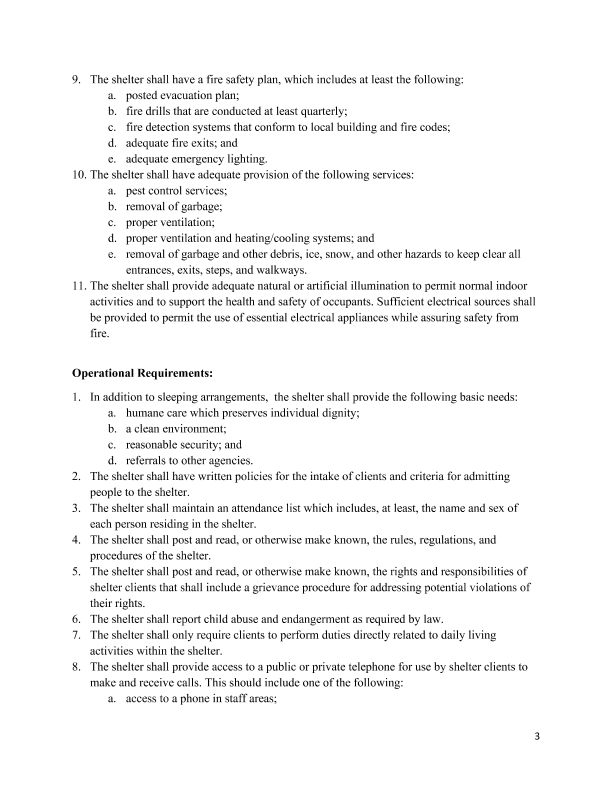 9. The shelter shall have a fire safety plan, which includes at least the following:
a. posted evacuation plan;
b. fire drills that are conducted at least quarterly;
c. fire detection systems that conform to local building and fire codes;
d. adequate fire exits; and
e. adequate emergency lighting.
10. The shelter shall have adequate provision of the following services:
a. pest control services;
b. removal of garbage;
c. proper ventilation;
d. proper ventilation and heating/cooling systems; and
e. removal of garbage and other debris, ice, snow, and other hazards to keep clear all
entrances, exits, steps, and walkways.
11. The shelter shall provide adequate natural or artificial illumination to permit normal indoor
activities and to support the health and safety of occupants. Sufficient electrical sources shall
be provided to permit the use of essential electrical appliances while assuring safety from
fire.
Operational Requirements:
1. In addition to sleeping arrangements, the shelter shall provide the following basic needs:
a. humane care which preserves individual dignity;
b. a clean environment;
c. reasonable security; and
d. referrals to other agencies.
2. The shelter shall have written policies for the intake of clients and criteria for admitting
people to the shelter.
3. The shelter shall maintain an attendance list which includes, at least, the name and sex of
each person residing in the shelter.
4. The shelter shall post and read, or otherwise make known, the rules, regulations, and
procedures of the shelter.
5. The shelter shall post and read, or otherwise make known, the rights and responsibilities of
shelter clients that shall include a grievance procedure for addressing potential violations of
their rights.
6. The shelter shall report child abuse and endangerment as required by law.
7. The shelter shall only require clients to perform duties directly related to daily living
activities within the shelter.
8. The shelter shall provide access to a public or private telephone for use by shelter clients to
make and receive calls. This should include one of the following:
a. access to a phone in staff areas;
3